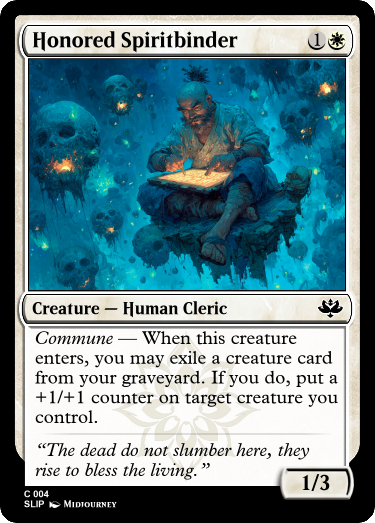 Honored Spiritbinder 1
Creature — Human Cleric
Commune — When this creature
enters, you may exile a creature card
from your graveyard. If you do, put a
+1/+1 counter on target creature you
control.
“The dead do not slumber here, they
rise to bless the living.”
1/3
C 004
SLIP Midjourney